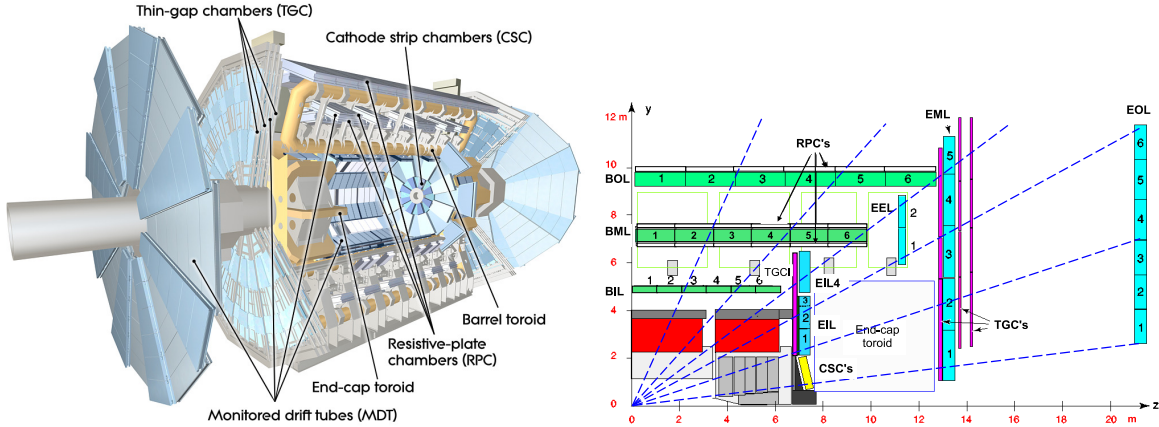 Thin-gap chambers (TGC)
Cathode strip chambers (CSC)
Barrel toroid
Resistive-plate
chambers (RPC)
End-cap toroid
Monitored drift tubes (MDT)
12 m
y
EML
EOL
RPC's
5
6
10
BOL
1 2 3 4 5 6
5
8
EEL
2
4
4
BML
1 2 3 4 5 6
1
3
3
6
TGCI
1 2 3 4 5 6
EIL4
BIL
2
2
4
3
2
EIL
End-cap
toroid
TGC's
1
1
1
2
CSC's
0
z
0 2 4 6 8 10 12 14 16 18 20 m